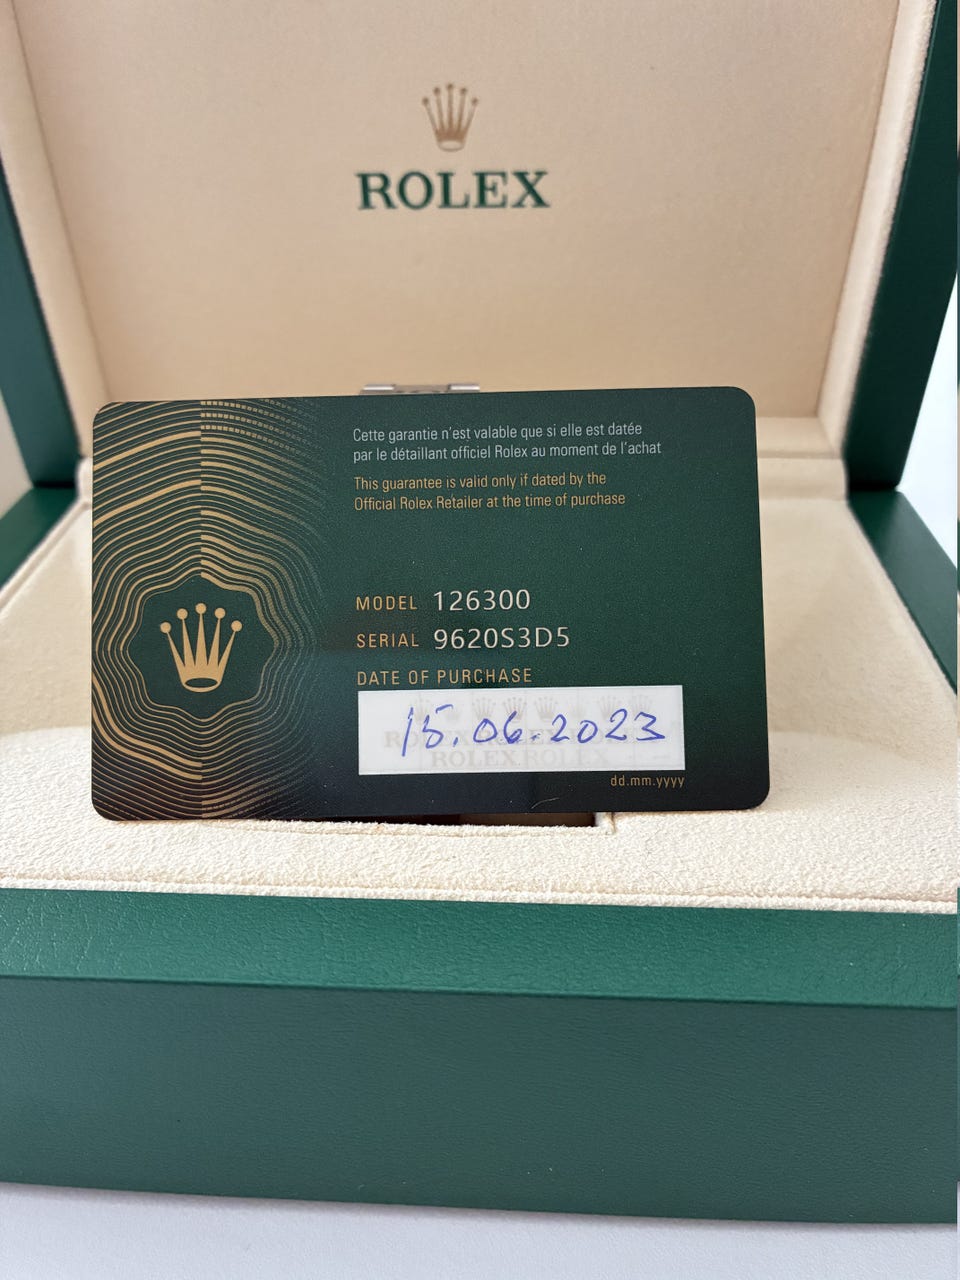 ROLEX
Cette garantie n'est valable que si elle est datée
par le détaillant officiel Rolex au moment de l'achat
This guarantee is valid only if dated by the
Official Rolex Retailer at the time of purchase
MODEL 126300
SERIAL 9620S3D5
DATE OF PURCHASE
15.06.2023
ROLEX ROLEX
dd.mm.yyyy